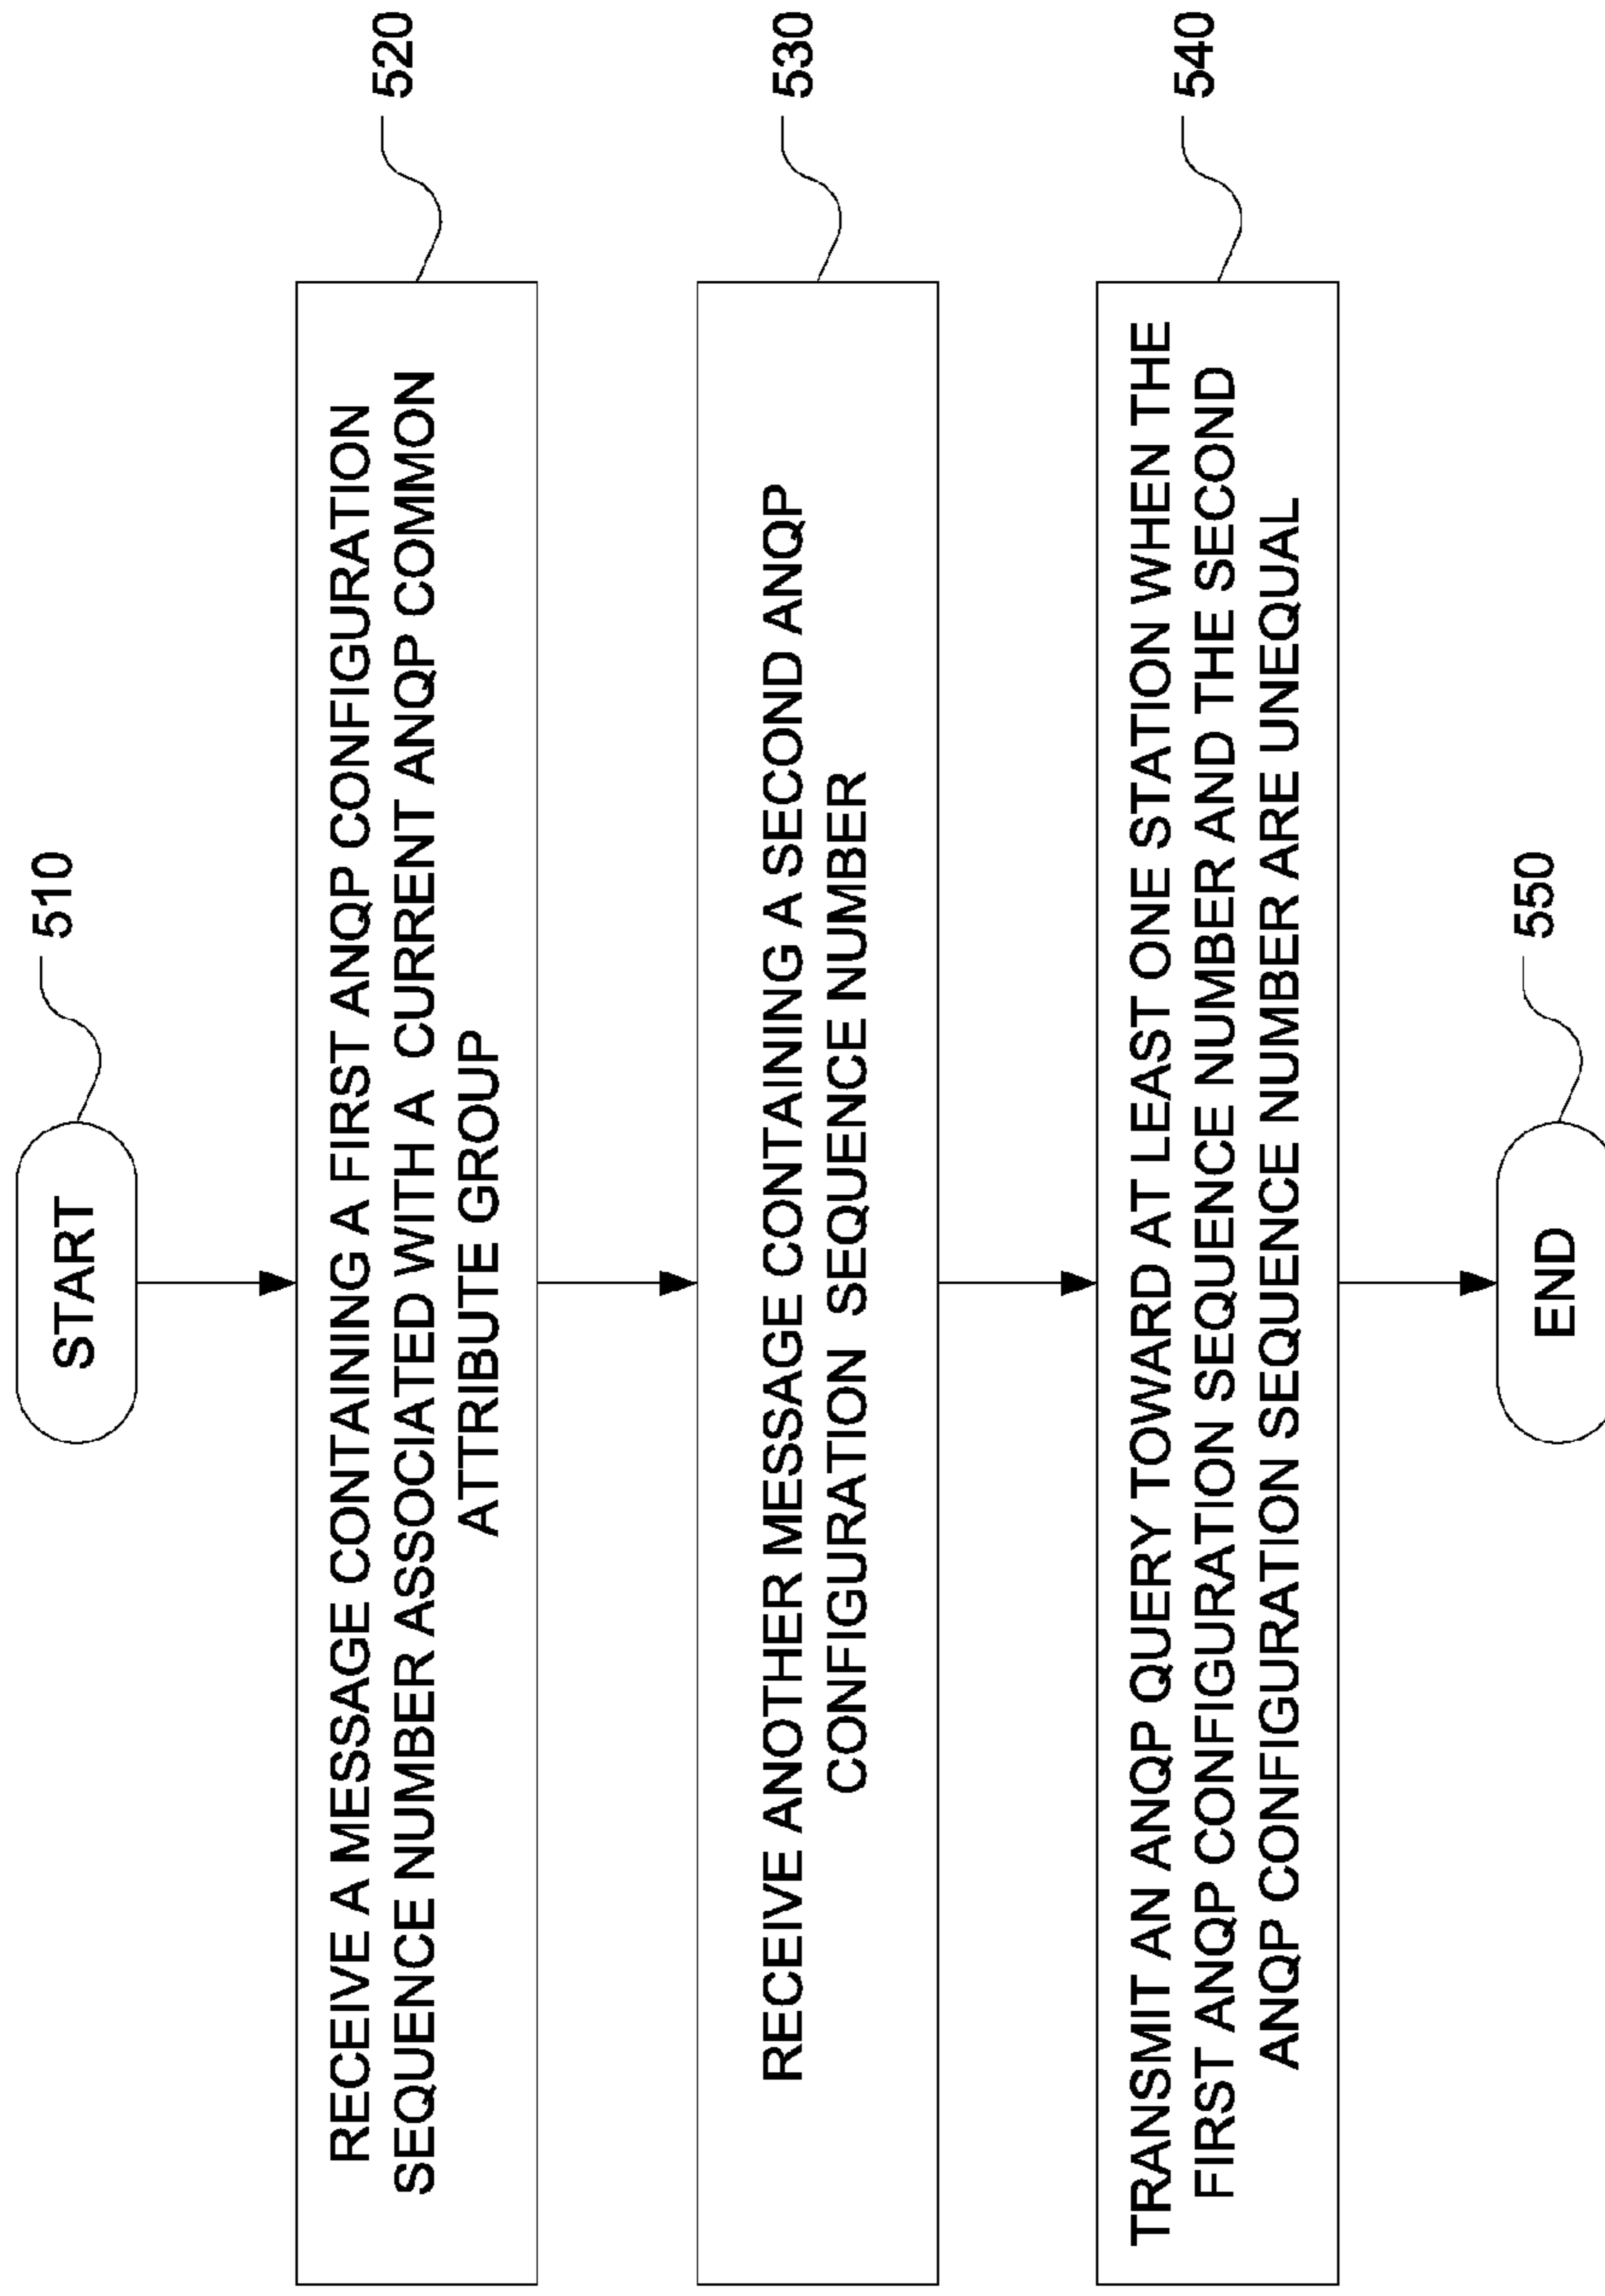 START
510
RECEIVE A MESSAGE CONTAINING A FIRST ANQP CONFIGURATION
SEQUENCE NUMBER ASSOCIATED WITH A CURRENT ANQP COMMON
ATTRIBUTE GROUP
520
RECEIVE ANOTHER MESSAGE CONTAINING A SECOND ANQP
CONFIGURATION SEQUENCE NUMBER
530
TRANSMIT AN ANQP QUERY TOWARD AT LEAST ONE STATION WHEN THE
FIRST ANQP CONFIGURATION SEQUENCE NUMBER AND THE SECOND
ANQP CONFIGURATION SEQUENCE NUMBER ARE UNEQUAL
540
END
550